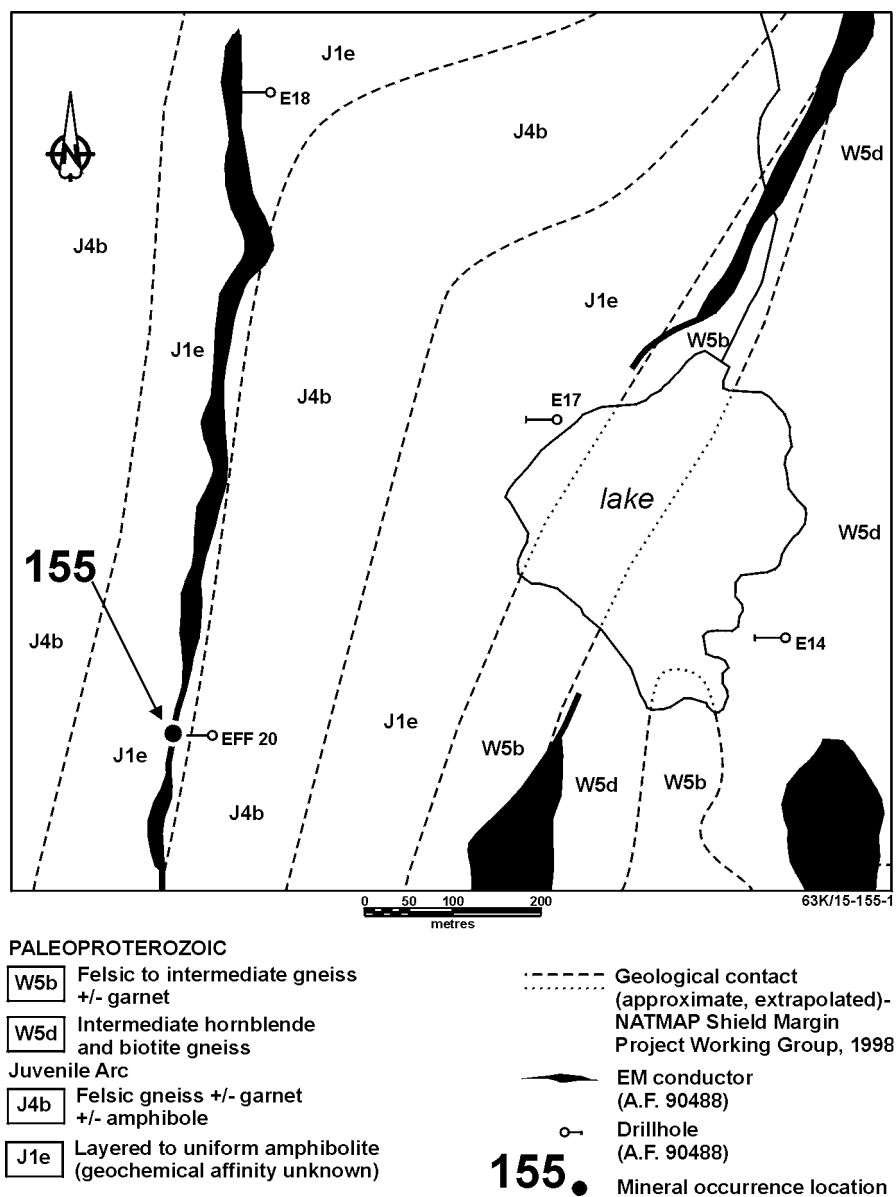 J1e
E18
J4b
W5d
N
J4b
J1e
J1e
W5b
J4b
E17
lake
W5d
155
J4b
E14
J1e
EFF 20
J1e
W5b
W5d
W5b
J4b
0 50 100 200
metres
63K/15-155-1
PALEOPROTEROZOIC
W5b Felsic to intermediate gneiss
+/- garnet
W5d Intermediate hornblende
and biotite gneiss
Juvenile Arc
J4b Felsic gneiss +/- garnet
+/- amphibole
J1e Layered to uniform amphibolite
(geochemical affinity unknown)
Geological contact
(approximate, extrapolated)-
NATMAP Shield Margin
Project Working Group, 1998
EM conductor
(A.F. 90488)
Drillhole
(A.F. 90488)
155 Mineral occurrence location